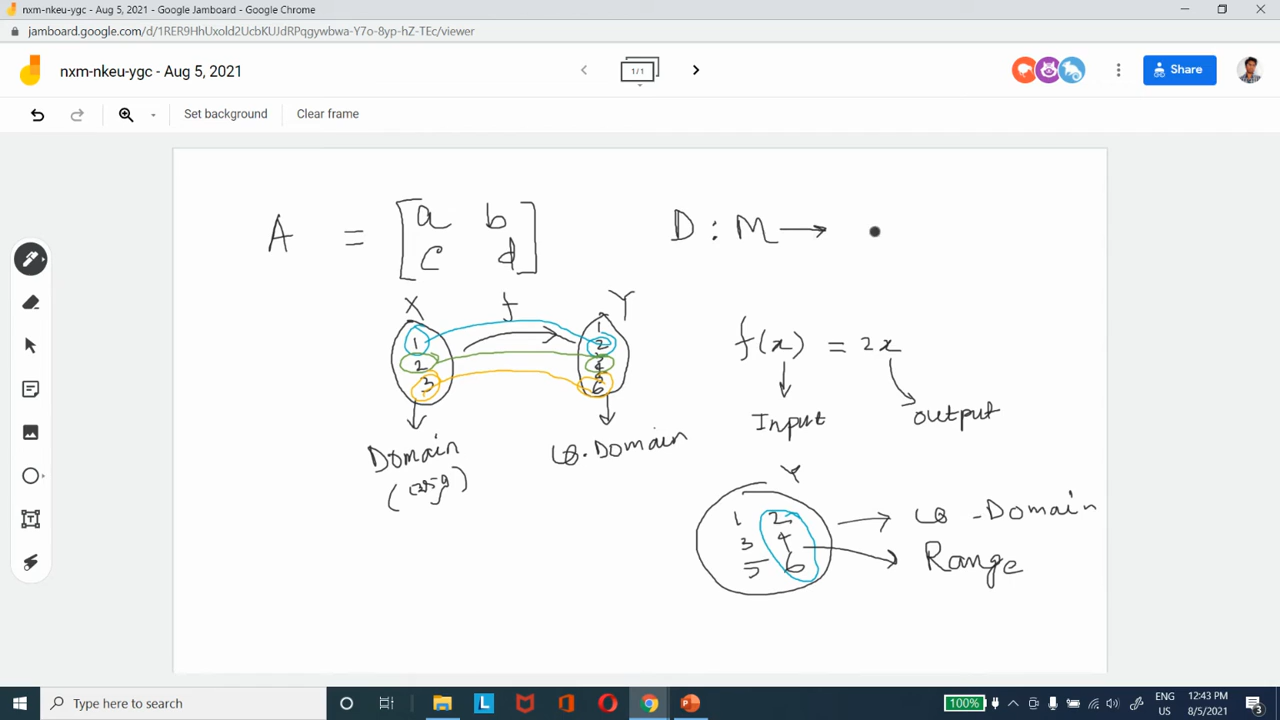 nxm-nkeu-ygc - Aug 5, 2021 - Google Jamboard - Google Chrome
jamboard.google.com/d/1RER9HhUxold2UcbKUJdRPqgywbwa-Y7o-8yp-hZ-TEc/viewer
nxm-nkeu-ygc - Aug 5, 2021
1/1
Share
Set background
Clear frame
A = [a b
c d]
D : M →
X f Y
1
1 2
2 4
3
6
f(x) = 2x
Input
output
Domain
Co-Domain
Y
1 2
3 4
5 6
Co-Domain
Range
Type here to search
L
100%
ENG
US
12:43 PM
8/5/2021
3